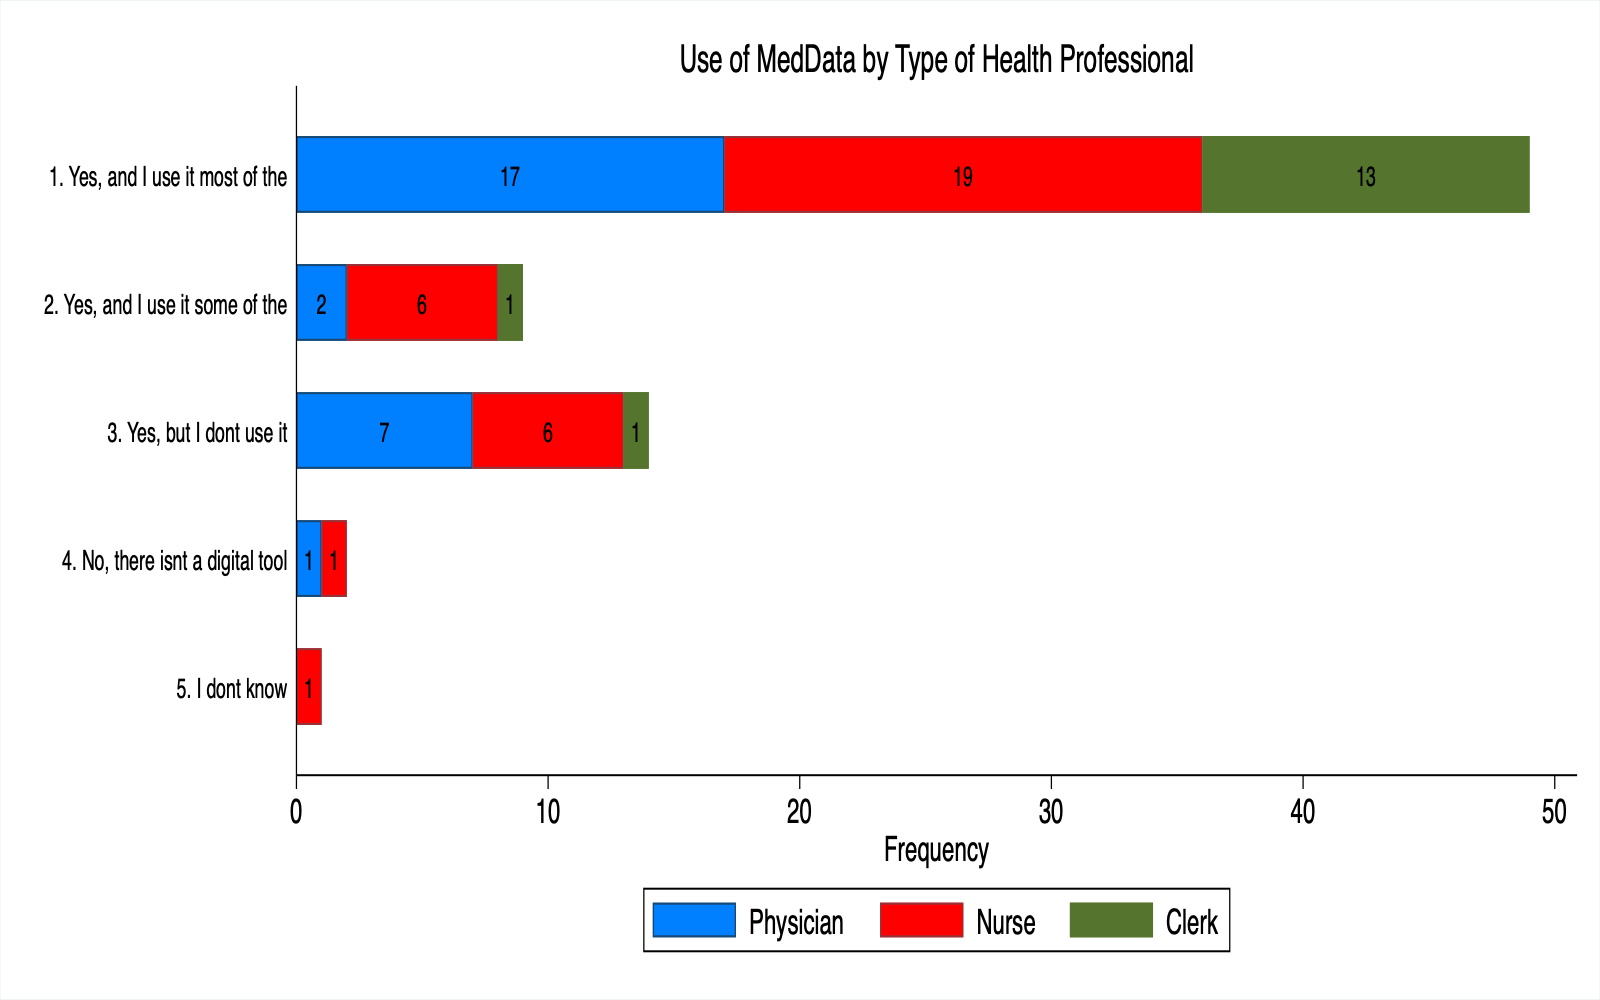 Use of MedData by Type of Health Professional
1. Yes, and I use it most of the
17 19 13
2. Yes, and I use it some of the
2 6 1
3. Yes, but I dont use it
7 6 1
4. No, there isnt a digital tool
1 1
5. I dont know
1
0 10 20 30 40 50
Frequency
Physician Nurse Clerk